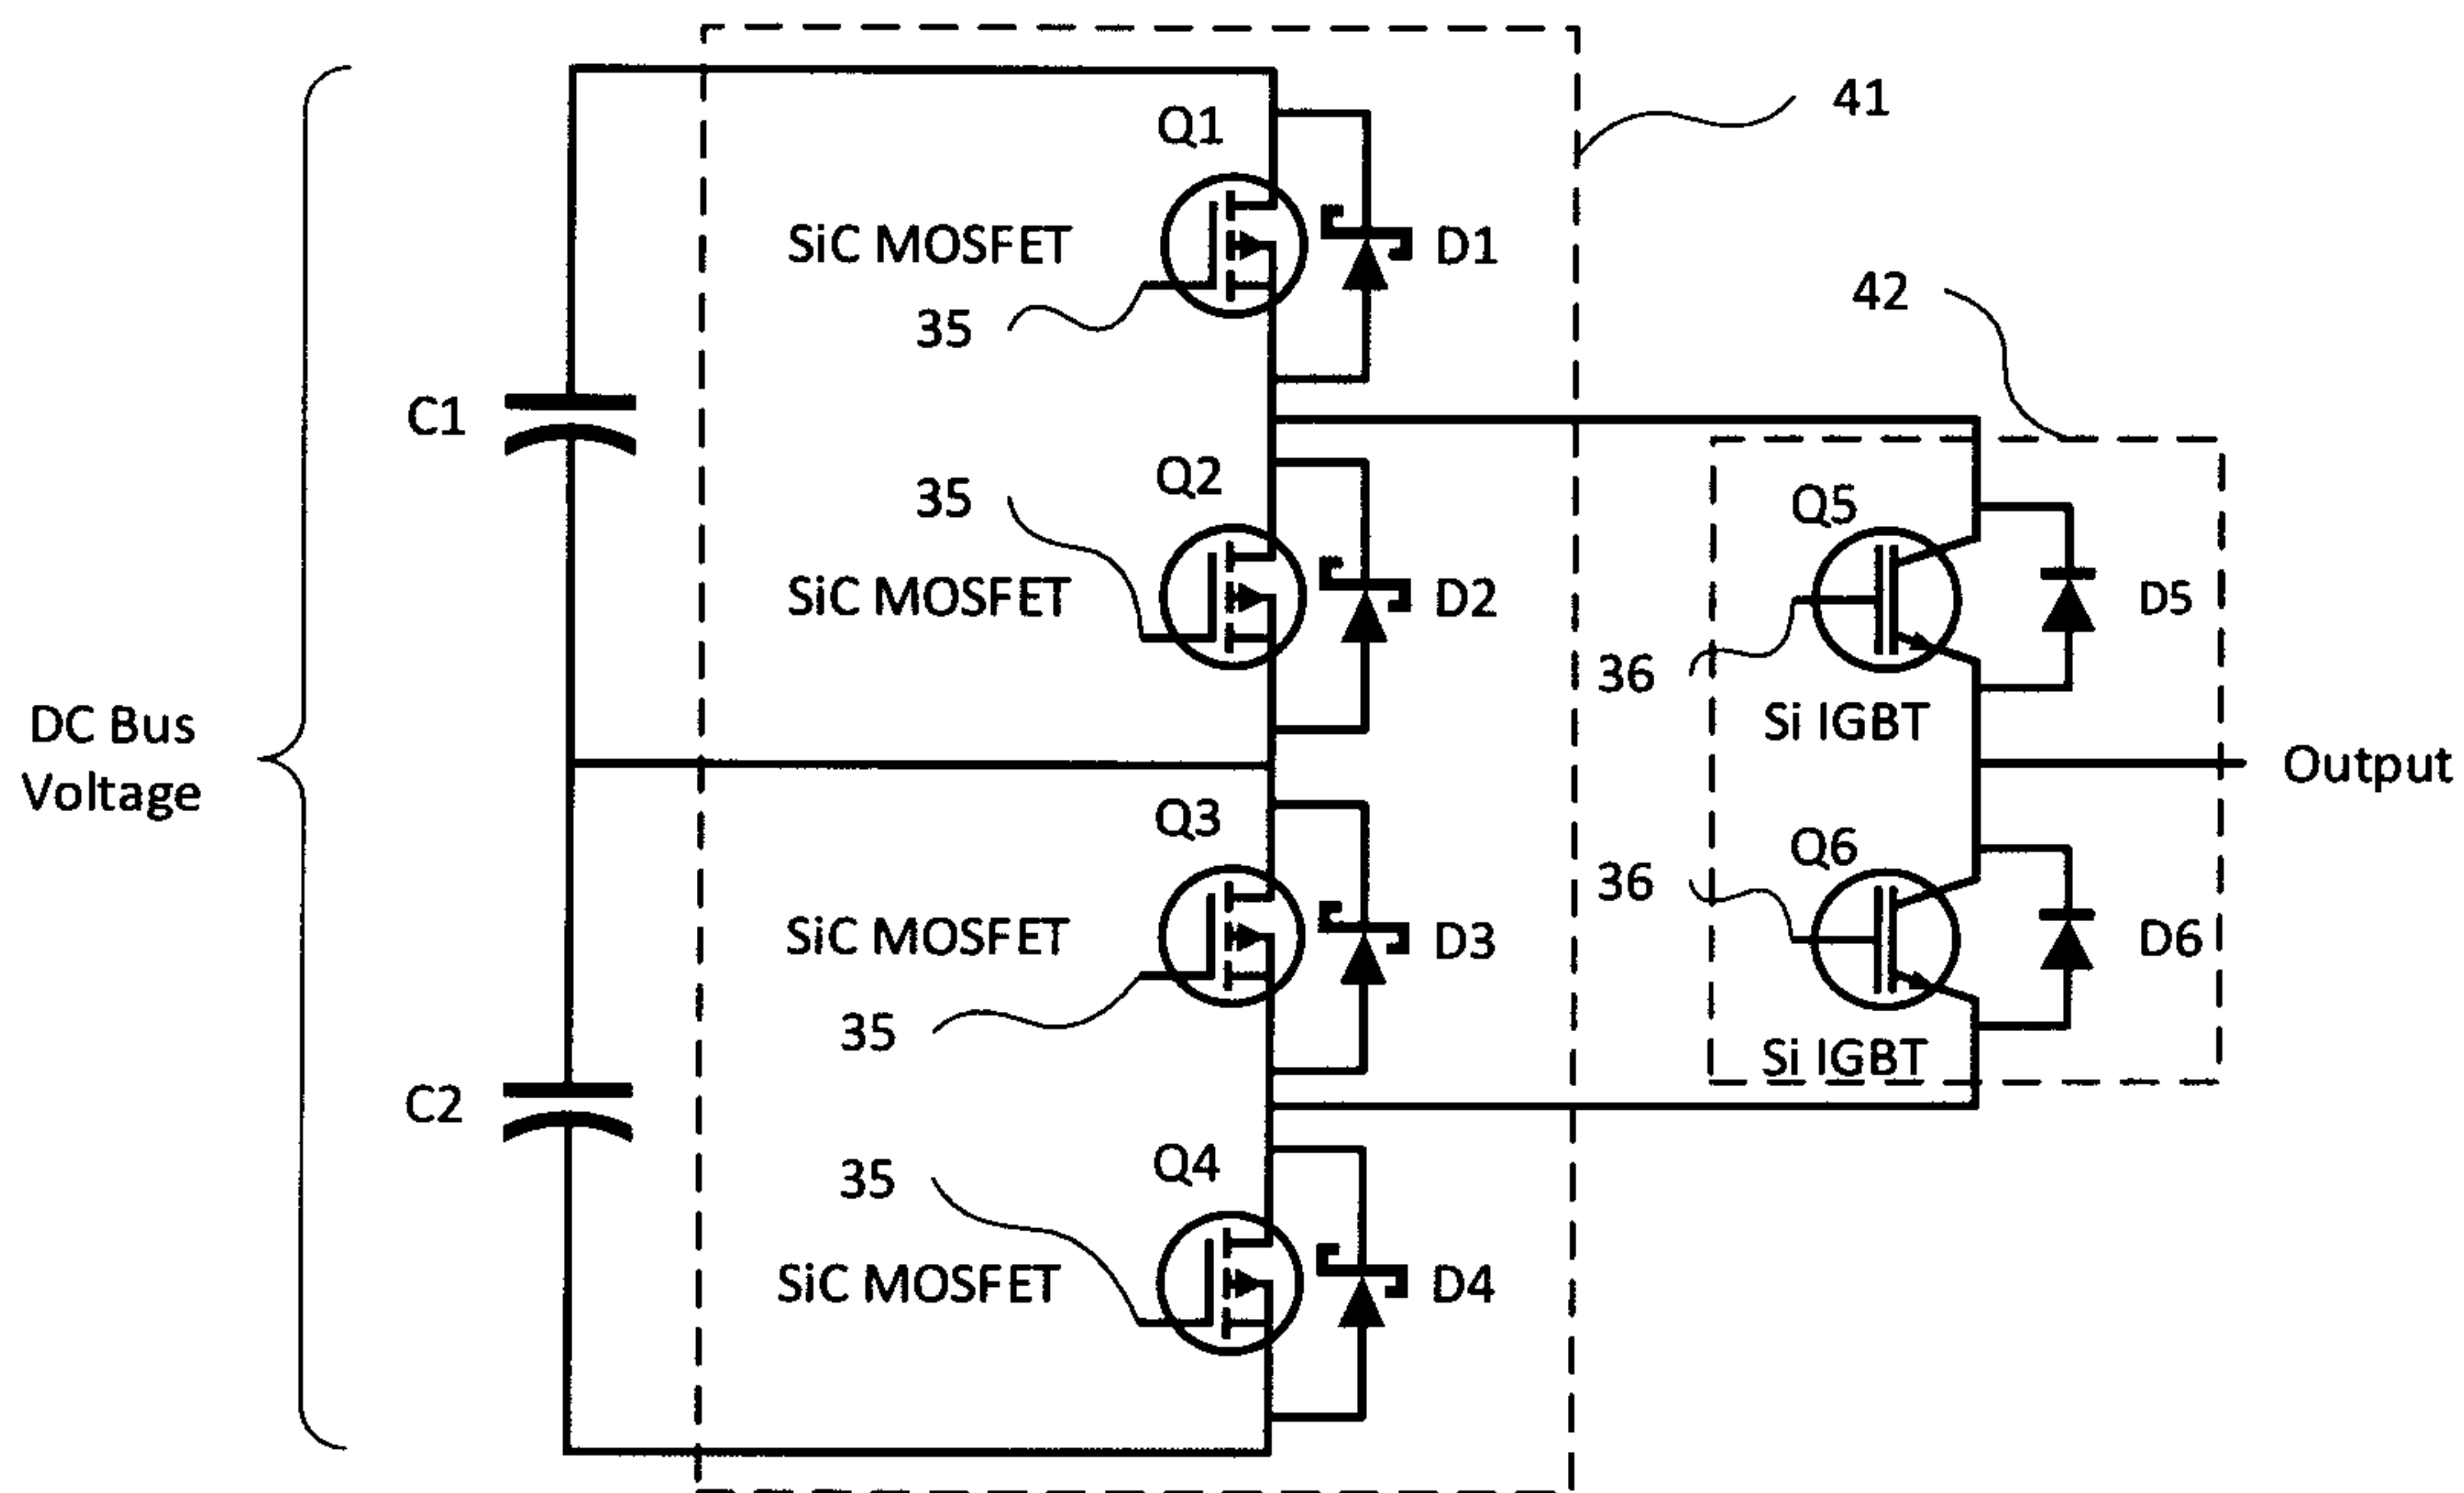 41
Q1
SiC MOSFET
D1
35
42
C1
Q2
35
SiC MOSFET
D2
Q5
D5
36
Si IGBT
DC Bus
Voltage
Output
Q3
SiC MOSFET
D3
35
Q6
36
D6
Si IGBT
C2
Q4
35
SiC MOSFET
D4